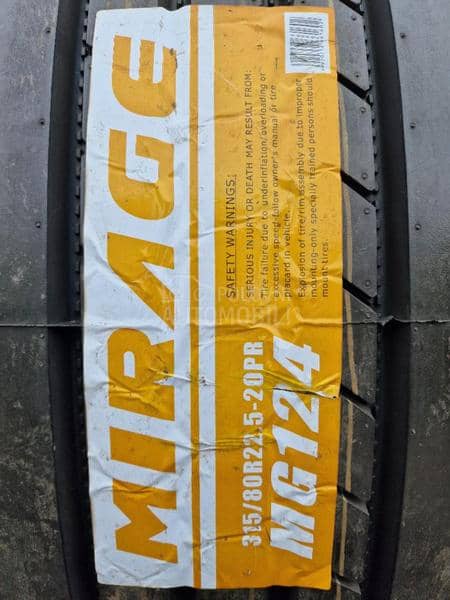 MIRAGE
SAFETY WARNINGS:
SERIOUS INJURY OR DEATH MAY RESULT FROM:
Tire failure due to underinflation/overloading or
excessive speed-follow owner's manual or tire
placard in vehicle.
Explosion of tire/rim assembly due to improper
mounting-only specially trained persons should
mount tires.
315/80R22.5-20PR
MG124
AUTOMOBILI